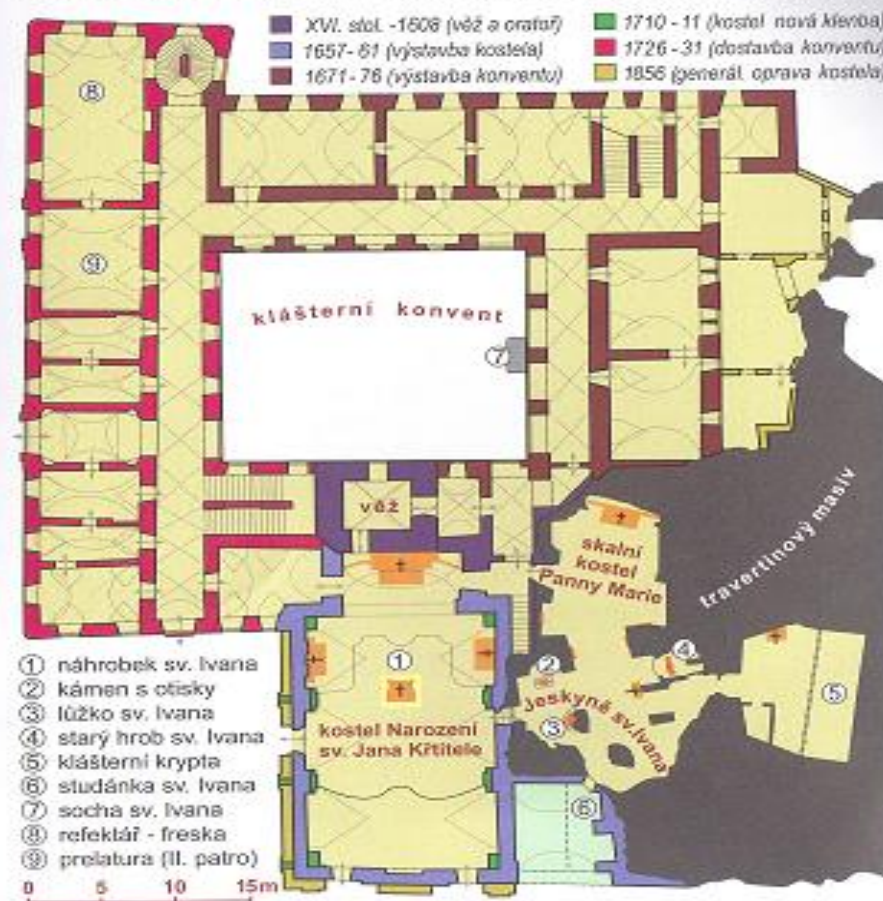 XVI. stol. -1608 (věž a oratoř)
1657-61 (výstavba kostela)
1671-76 (výstavba konventu)
1710-11 (kostel nová klenba)
1726-31 (dostavba konventu)
1856 (generál. oprava kostela)
8
9
klášterní konvent
7
věž
skalní
kostel
Panny Marie
travertinový masiv
1
2
3
4
5
Jeskyně sv. Ivana
kostel Narození
sv. Jana Křtitele
6
1 náhrobek sv. Ivana
2 kámen s otisky
3 lůžko sv. Ivana
4 starý hrob sv. Ivana
5 klášterní krypta
6 studánka sv. Ivana
7 socha sv. Ivana
8 refektář - freska
9 prelatura (II. patro)
0 5 10 15m